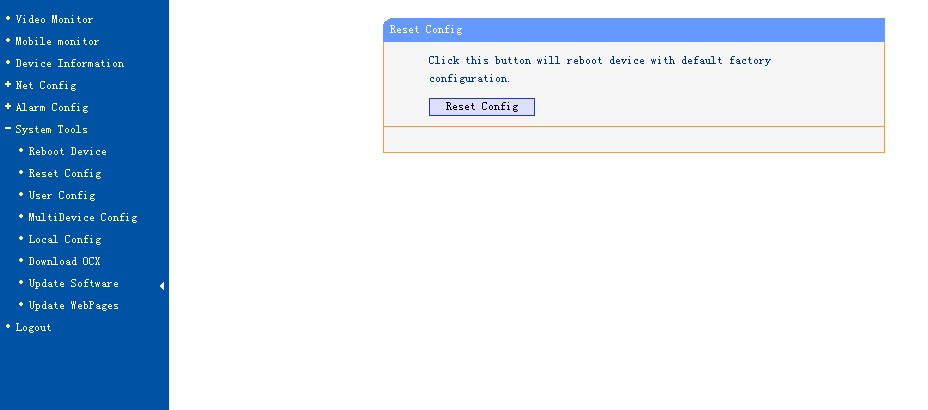 Video Monitor
Mobile monitor
Device Information
Net Config
Alarm Config
System Tools
Reboot Device
Reset Config
User Config
MultiDevice Config
Local Config
Download OCX
Update Software
Update WebPages
Logout
Reset Config
Click this button will reboot device with default factory
configuration.
Reset Config